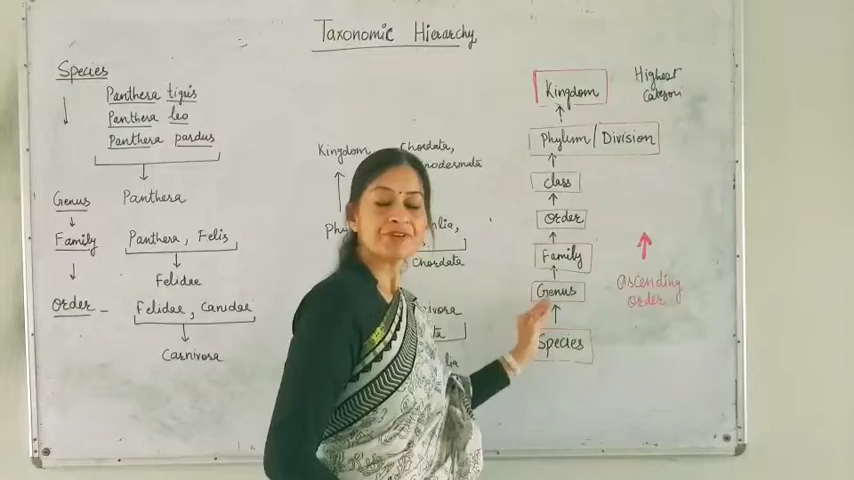 Taxonomic Hierarchy
Species
Panthera tigris
Panthera leo
Panthera pardus
Genus Panthera
Family Panthera, Felis
Felidae
Order - Felidae, Canidae
Carnivora
Kingdom Chordata,
Chordata
Kingdom Highest
Categori
Phylum/Division
Class
Order
Family
Genus
Species
Ascending
Order